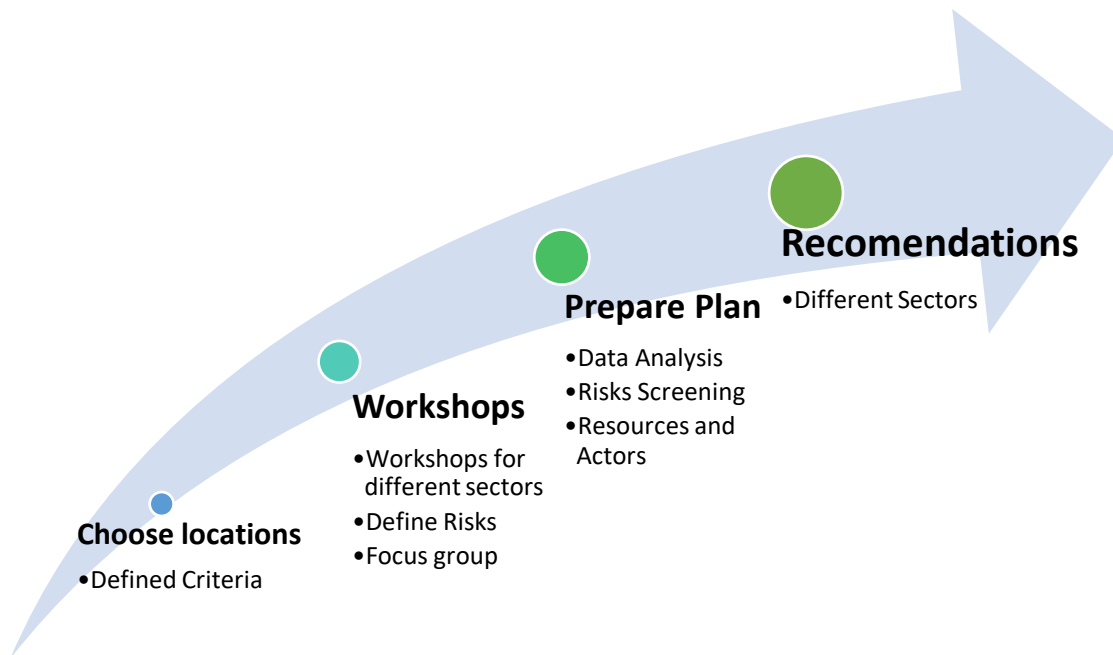 Choose locations
•Defined Criteria
Workshops
•Workshops for
different sectors
•Define Risks
•Focus group
Prepare Plan
•Data Analysis
•Risks Screening
•Resources and
Actors
Recomendations
•Different Sectors